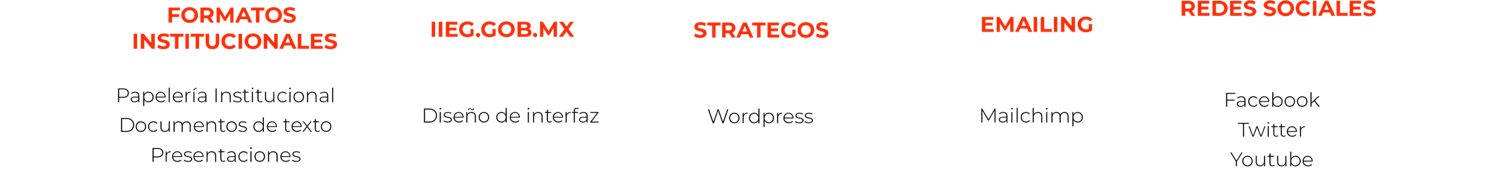 FORMATOS
INSTITUCIONALES
Papelería Institucional
Documentos de texto
Presentaciones
IIEG.GOB.MX
Diseño de interfaz
STRATEGOS
Wordpress
EMAILING
Mailchimp
REDES SOCIALES
Facebook
Twitter
Youtube